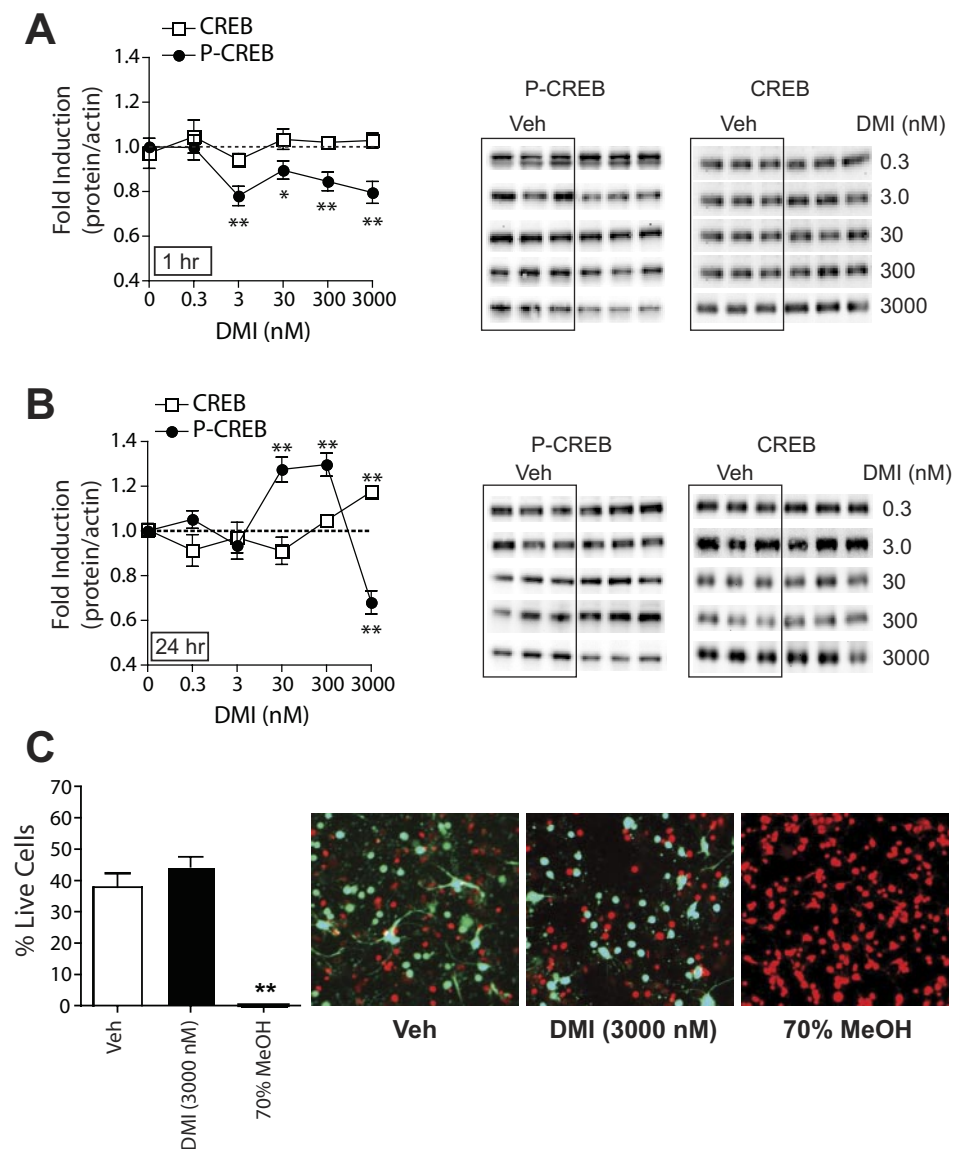 A
CREB
P-CREB
Fold Induction
(protein/actin)
1.4
1.2
1.0
0.8
0.6
0.4
** * ** **
1 hr
0 0.3 3 30 300 3000
DMI (nM)
P-CREB CREB
Veh Veh DMI (nM)
0.3
3.0
30
300
3000
B
CREB
P-CREB
Fold Induction
(protein/actin)
1.4
1.2
1.0
0.8
0.6
0.4
** ** **
**
24 hr
0 0.3 3 30 300 3000
DMI (nM)
P-CREB CREB
Veh Veh DMI (nM)
0.3
3.0
30
300
3000
C
% Live Cells
70
60
50
40
30
20
10
0
**
Veh
DMI (3000 nM)
70% MeOH
Veh DMI (3000 nM) 70% MeOH